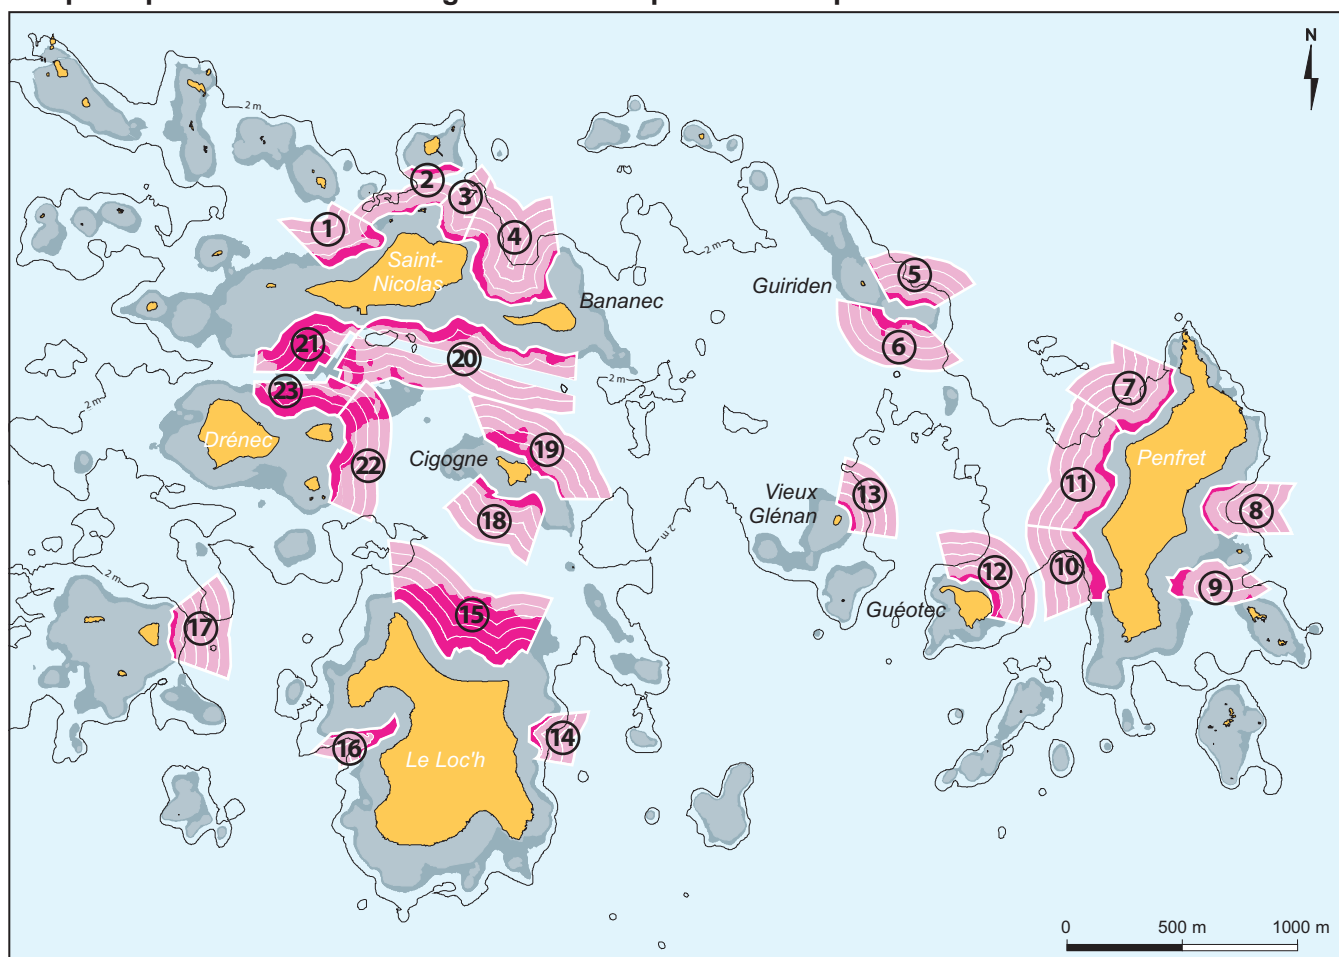 N
2 m
2
3
1
4
Saint-
Nicolas
2 m
5
Guiriden
Bananec
21
20
6
2 m
7
23
2 m
Drénec
Cigogne
19
22
Penfret
11
13
Vieux
Glénan
8
18
2 m
10
12
9
2 m
Guéotec
15
17
16
14
Le Loc'h
0
500 m
1000 m